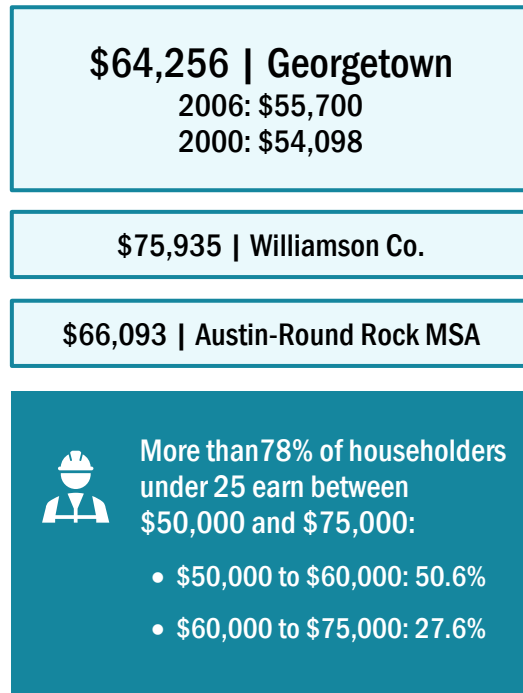 $64,256 | Georgetown
2006: $55,700
2000: $54,098
$75,935 | Williamson Co.
$66,093 | Austin-Round Rock MSA
More than78% of householders
under 25 earn between
$50,000 and $75,000:
• $50,000 to $60,000: 50.6%
• $60,000 to $75,000: 27.6%